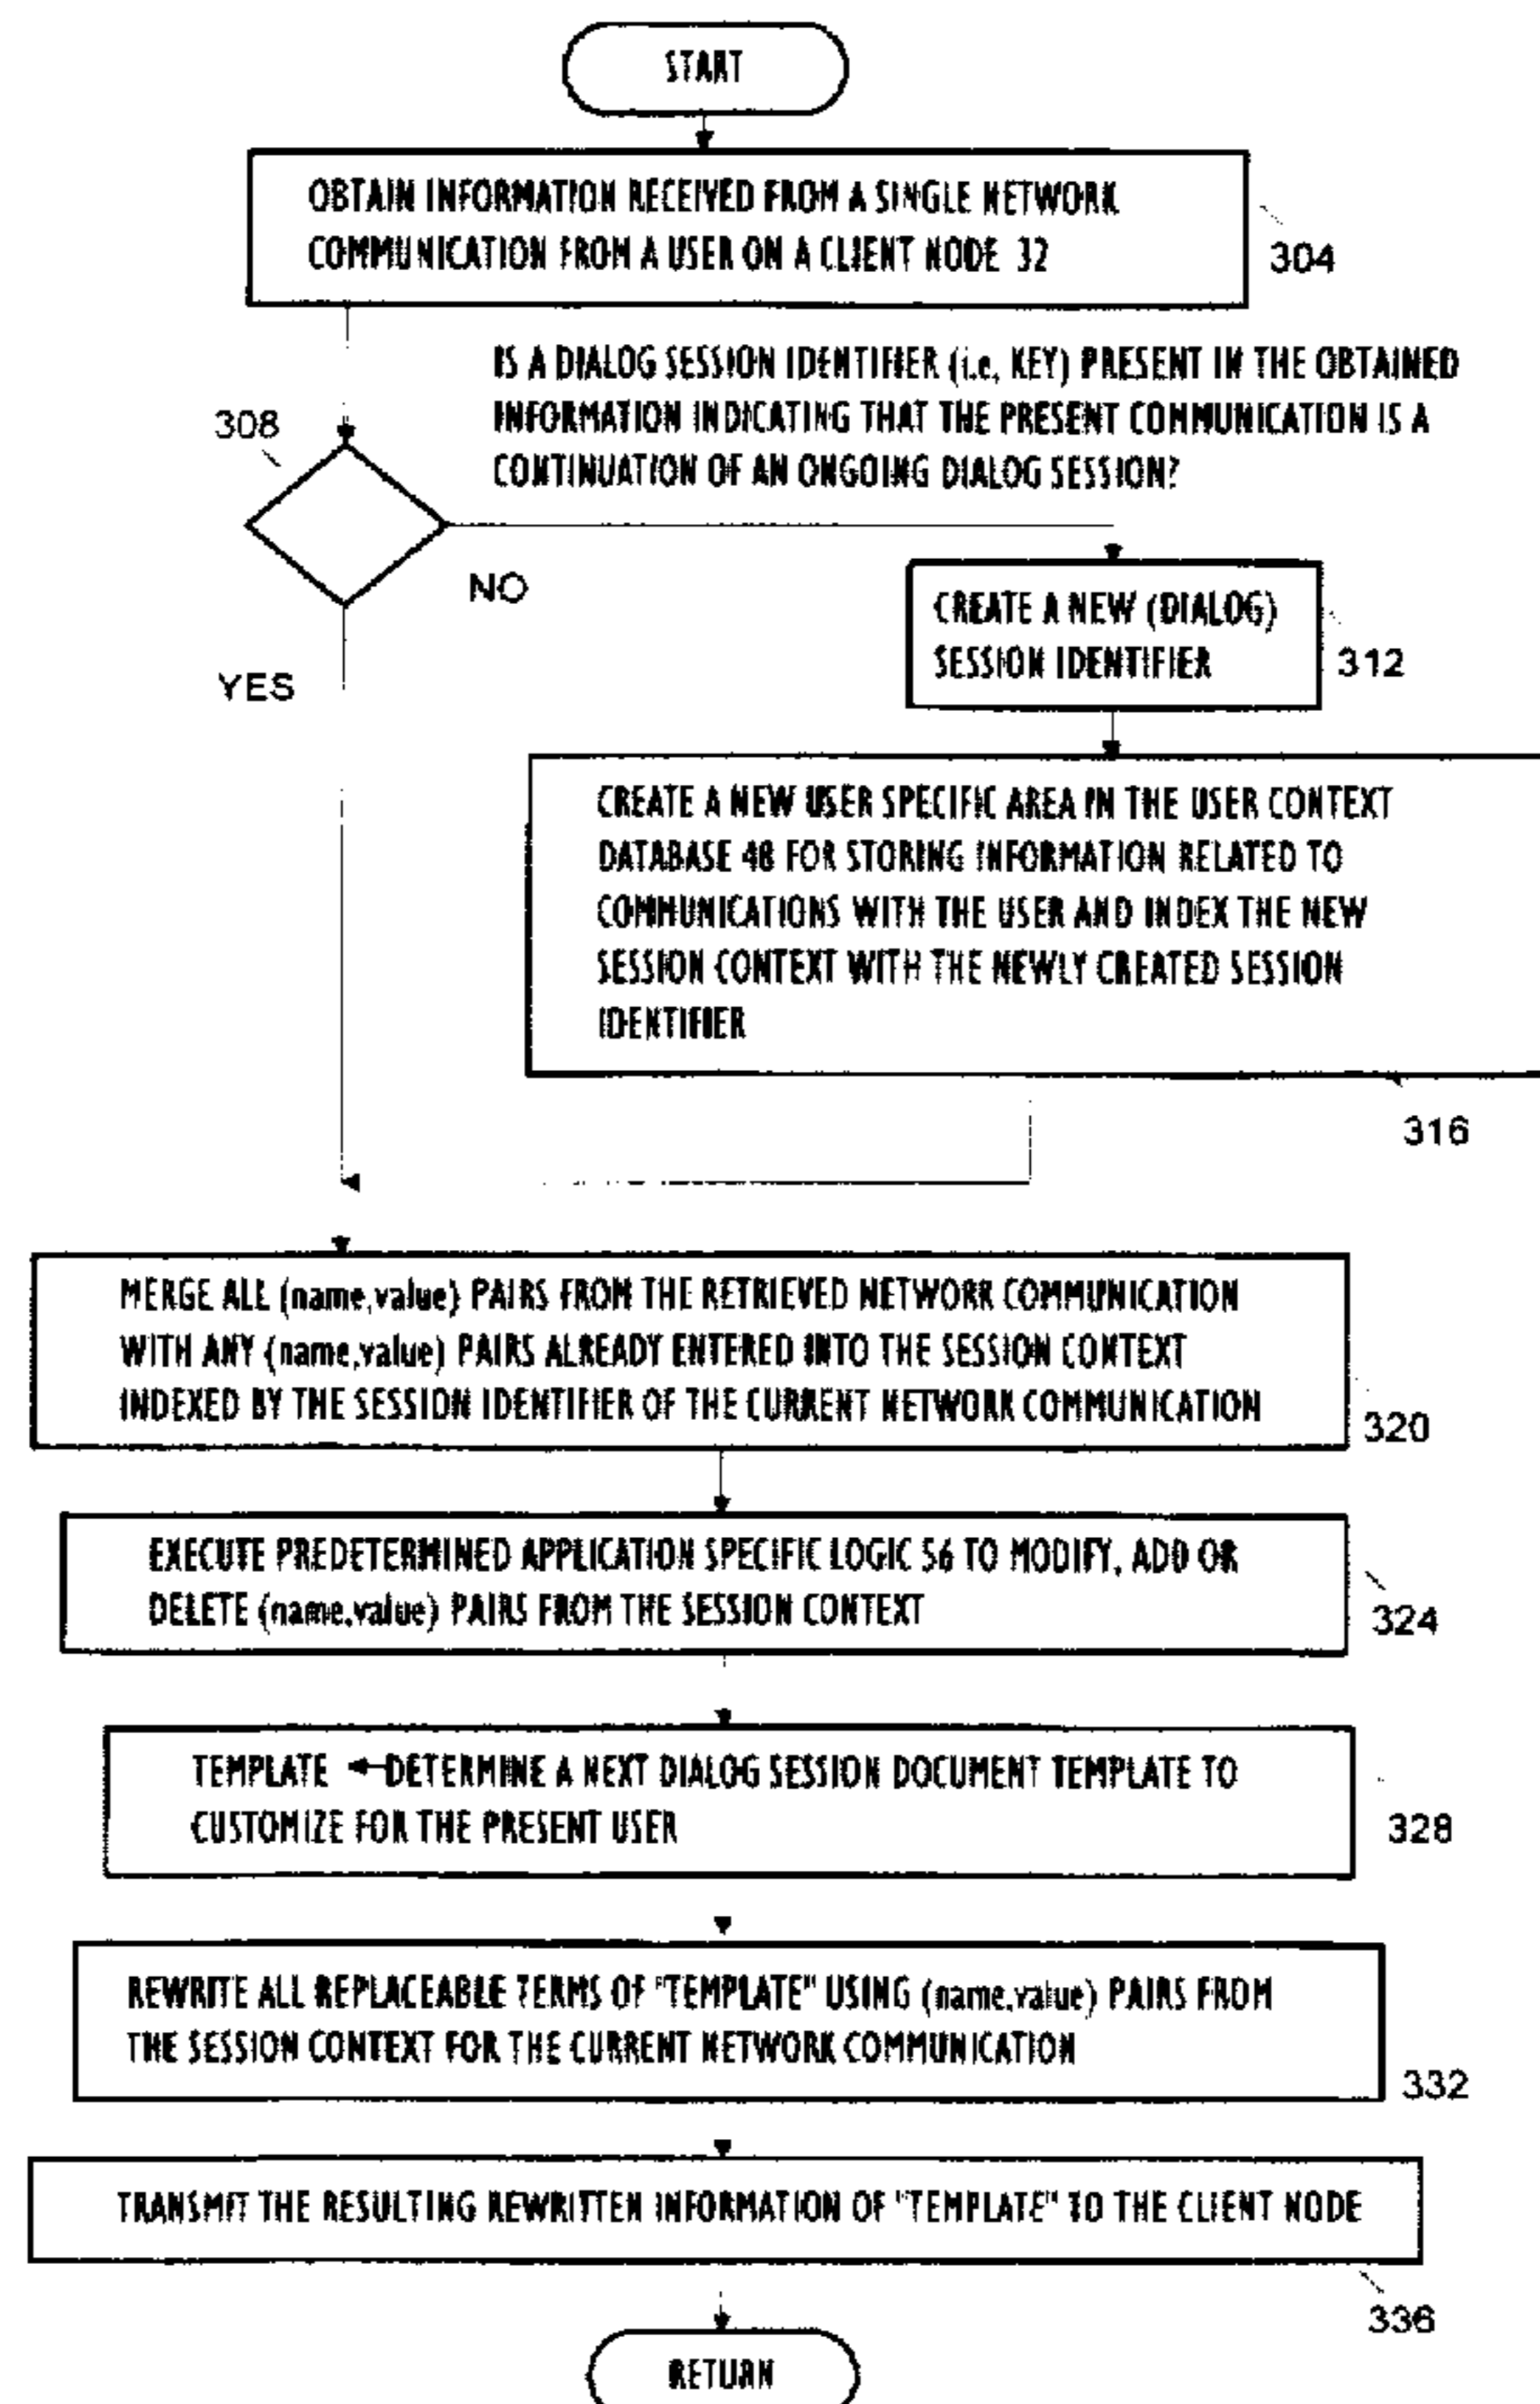 START
OBTAIN INFORMATION RECEIVED FROM A SINGLE NETWORK
COMMUNICATION FROM A USER ON A CLIENT NODE 32
304
IS A DIALOG SESSION IDENTIFIER (i.e. KEY) PRESENT IN THE OBTAINED
INFORMATION INDICATING THAT THE PRESENT COMMUNICATION IS A
CONTINUATION OF AN ONGOING DIALOG SESSION?
308
NO
YES
CREATE A NEW (DIALOG)
SESSION IDENTIFIER
312
CREATE A NEW USER SPECIFIC AREA IN THE USER CONTEXT
DATABASE 48 FOR STORING INFORMATION RELATED TO
COMMUNICATIONS WITH THE USER AND INDEX THE NEW
SESSION CONTEXT WITH THE NEWLY CREATED SESSION
IDENTIFIER
316
MERGE ALL (name,value) PAIRS FROM THE RETRIEVED NETWORK COMMUNICATION
WITH ANY (name,value) PAIRS ALREADY ENTERED INTO THE SESSION CONTEXT
INDEXED BY THE SESSION IDENTIFIER OF THE CURRENT NETWORK COMMUNICATION
320
EXECUTE PREDETERMINED APPLICATION SPECIFIC LOGIC 56 TO MODIFY, ADD OR
DELETE (name,value) PAIRS FROM THE SESSION CONTEXT
324
TEMPLATE ← DETERMINE A NEXT DIALOG SESSION DOCUMENT TEMPLATE TO
CUSTOMIZE FOR THE PRESENT USER
328
REWRITE ALL REPLACEABLE TERMS OF "TEMPLATE" USING (name,value) PAIRS FROM
THE SESSION CONTEXT FOR THE CURRENT NETWORK COMMUNICATION
332
TRANSMIT THE RESULTING REWRITTEN INFORMATION OF "TEMPLATE" TO THE CLIENT NODE
336
RETURN